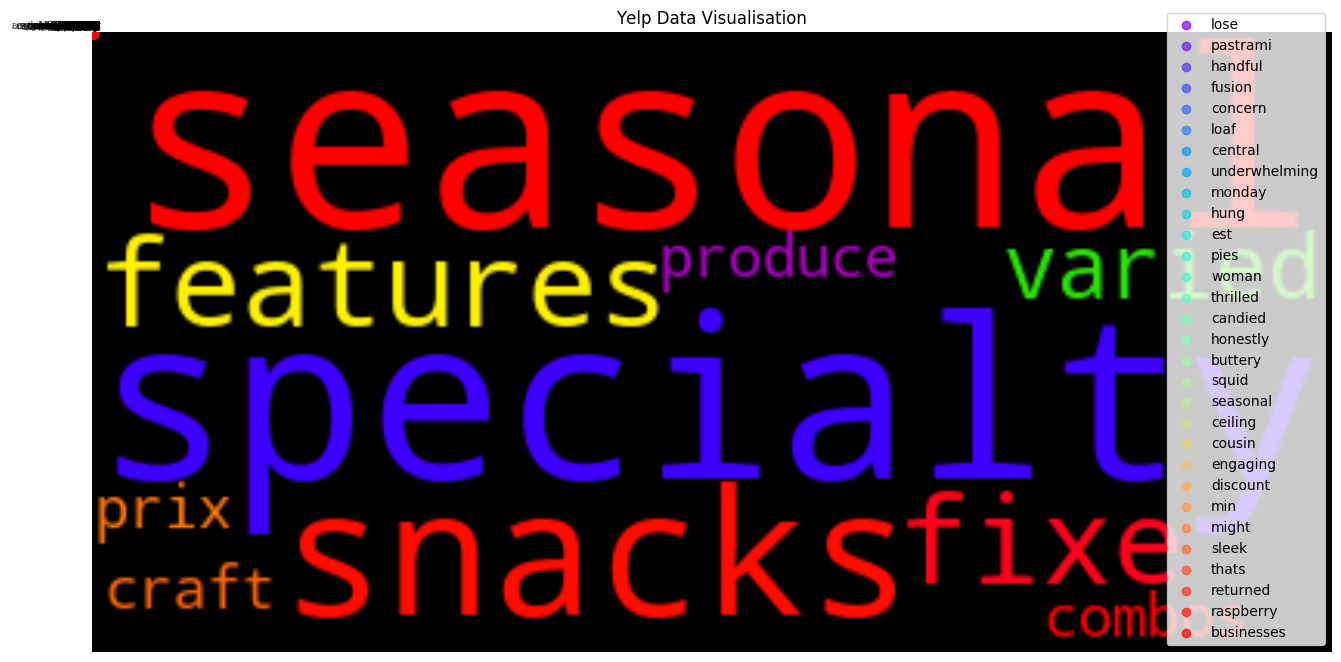 Yelp Data Visualisation
seasonal
features produce varied
specialty
prix snacks fixe
craft combos
lose
pastrami
handful
fusion
concern
loaf
central
underwhelming
monday
hung
est
pies
woman
thrilled
candied
honestly
buttery
squid
seasonal
ceiling
cousin
engaging
discount
min
might
sleek
thats
returned
raspberry
businesses